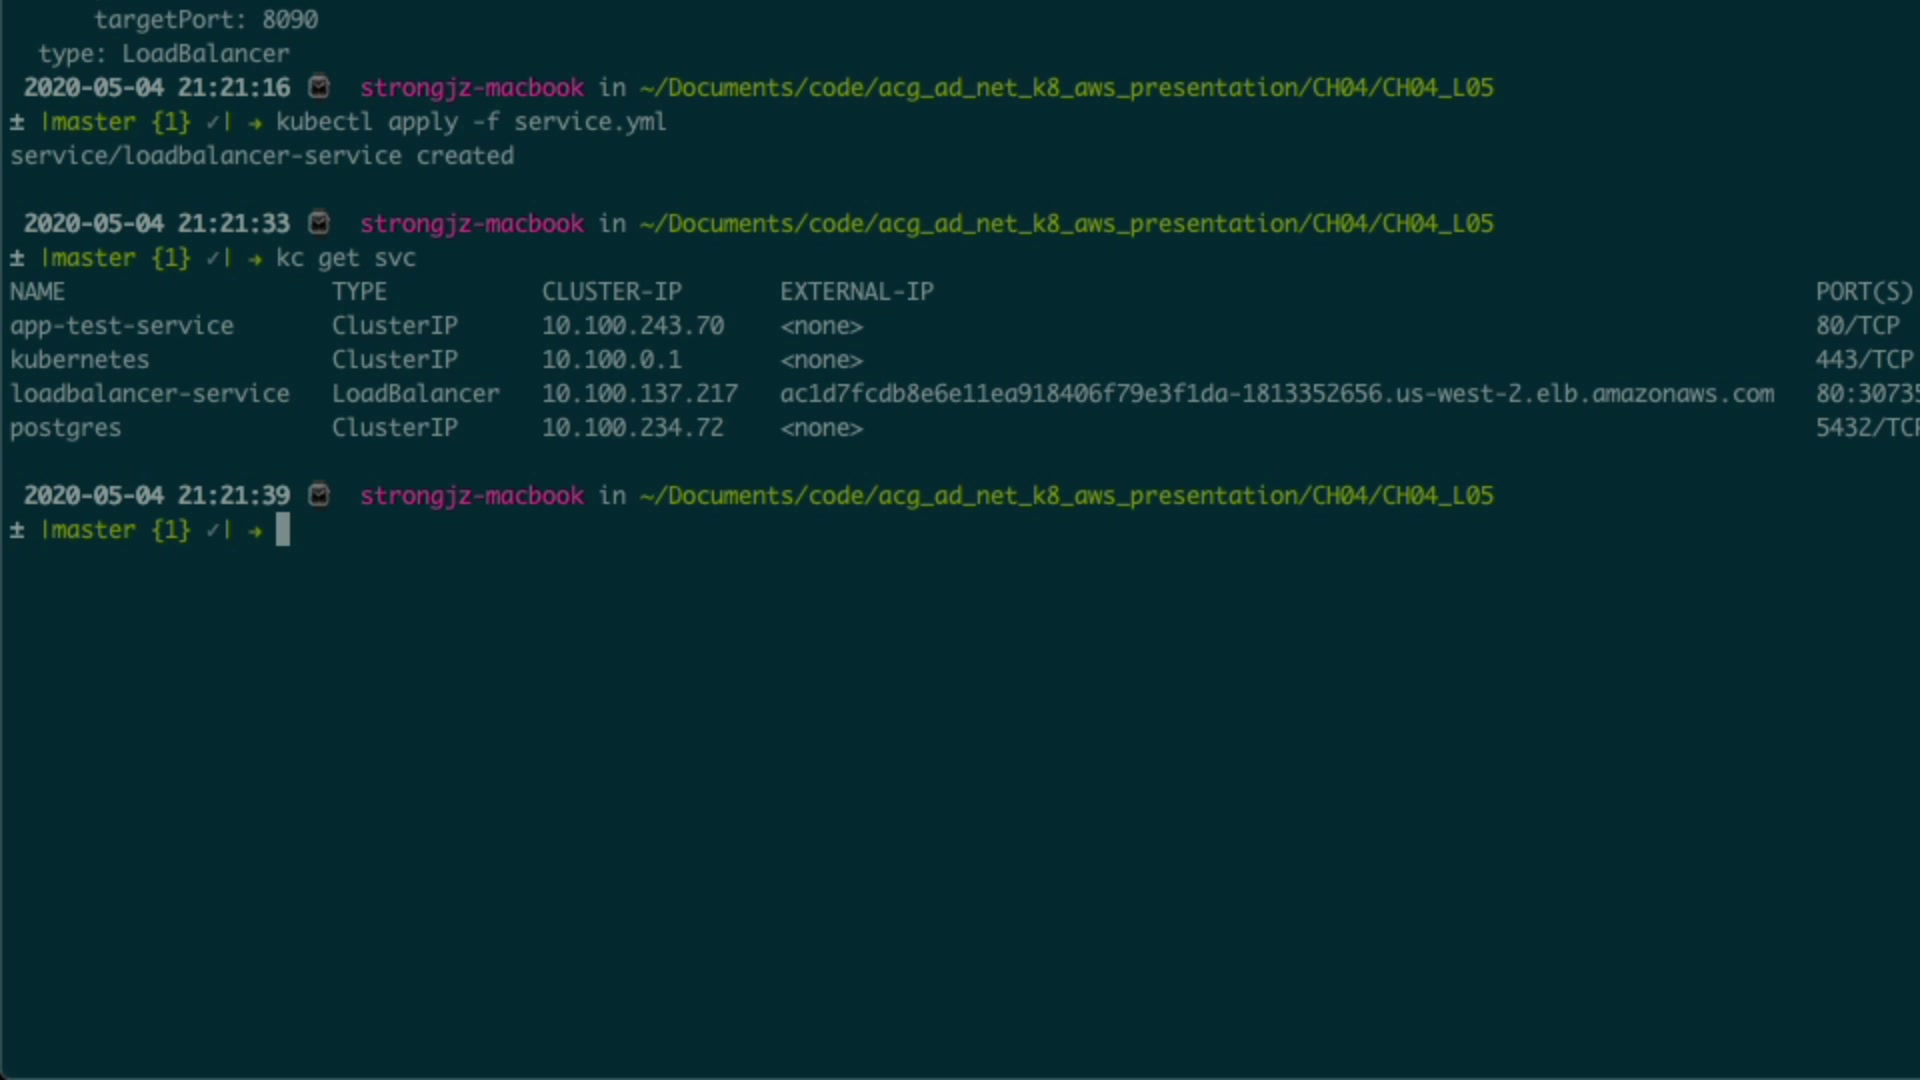 targetPort: 8090
type: LoadBalancer
2020-05-04 21:21:16 strongjz-macbook in ~/Documents/code/acg_ad_net_k8_aws_presentation/CH04/CH04_L05
± |master {1} ✓| → kubectl apply -f service.yml
service/loadbalancer-service created
2020-05-04 21:21:33 strongjz-macbook in ~/Documents/code/acg_ad_net_k8_aws_presentation/CH04/CH04_L05
± |master {1} ✓| → kc get svc
NAME TYPE CLUSTER-IP EXTERNAL-IP PORT(S)
app-test-service ClusterIP 10.100.243.70 <none> 80/TCP
kubernetes ClusterIP 10.100.0.1 <none> 443/TCP
loadbalancer-service LoadBalancer 10.100.137.217 ac1d7fcdb8e6e11ea918406f79e3f1da-1813352656.us-west-2.elb.amazonaws.com 80:30735
postgres ClusterIP 10.100.234.72 <none> 5432/TCP
2020-05-04 21:21:39 strongjz-macbook in ~/Documents/code/acg_ad_net_k8_aws_presentation/CH04/CH04_L05
± |master {1} ✓| →